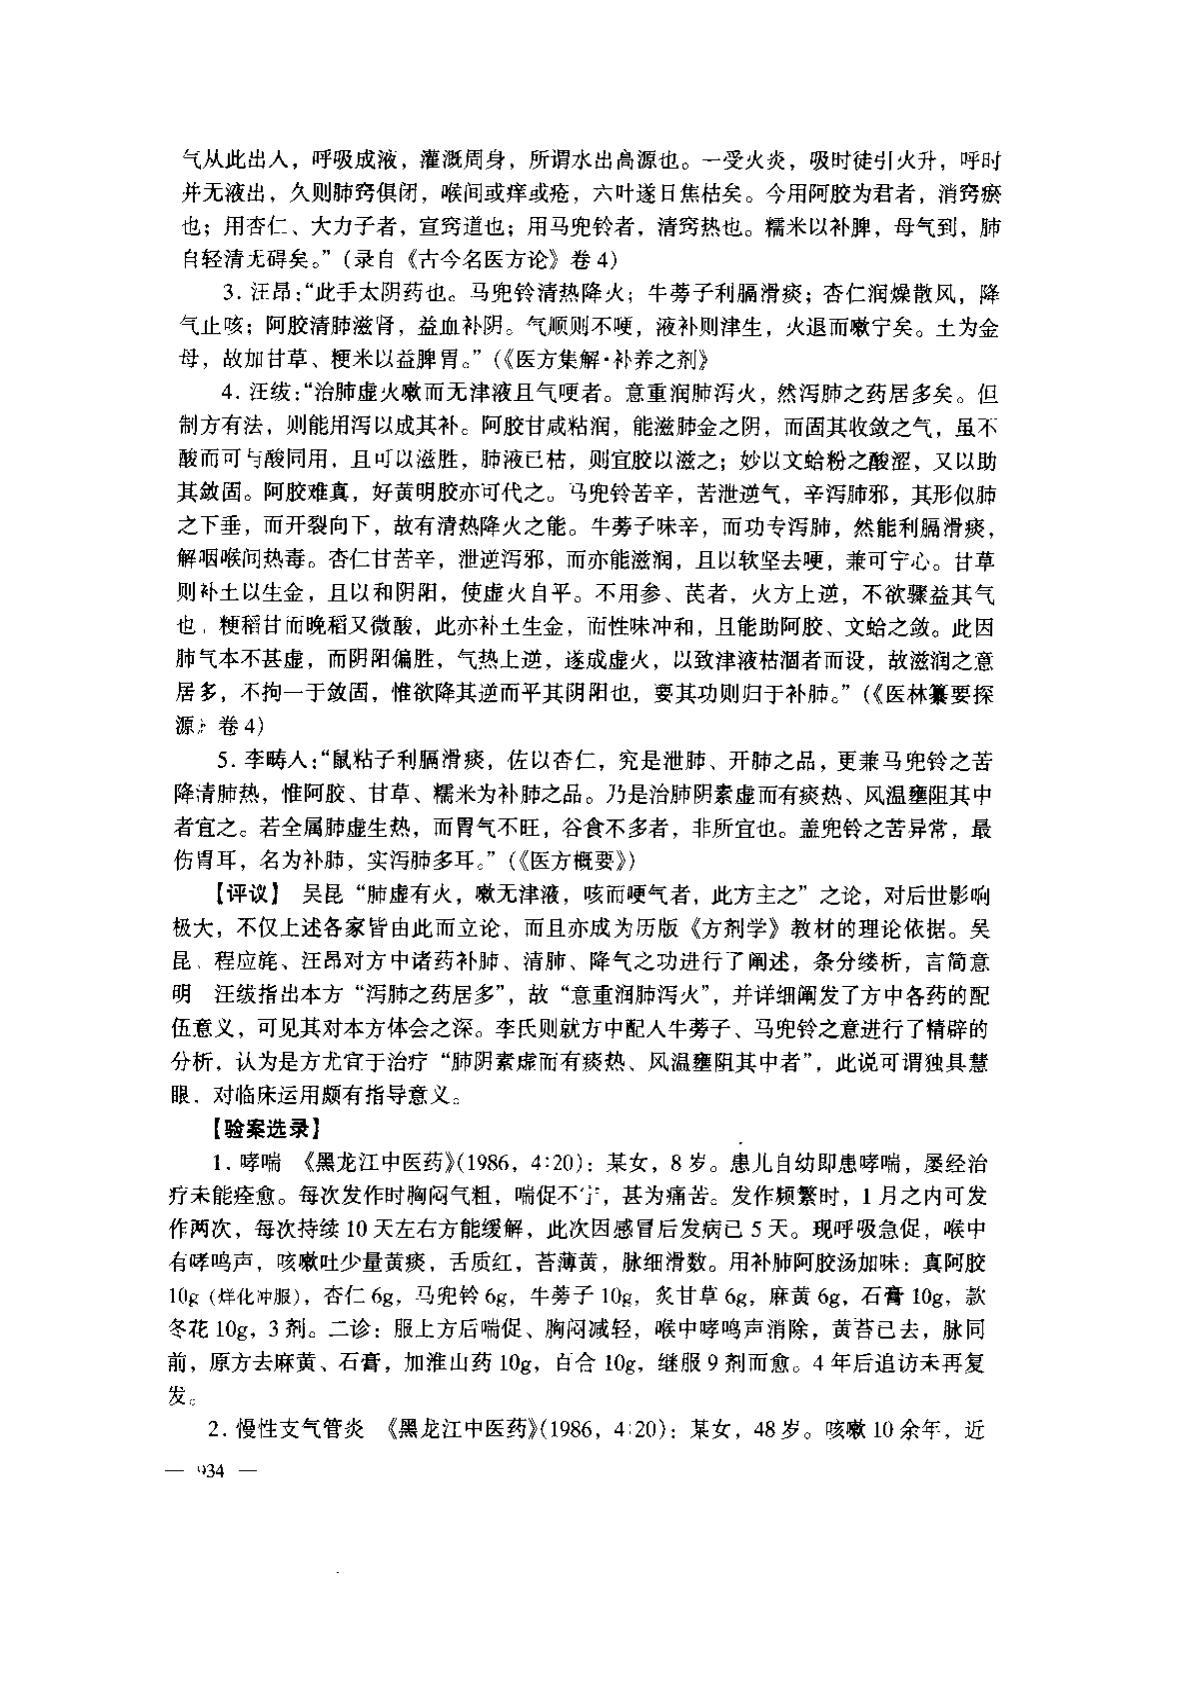 气从此出入，呼吸成液，灌溉周身，所谓水出高源也。一受火炎，吸时徒引火升，呼时
并无液出，久则肺窍俱闭，喉间或痒或疮，六叶遂日焦枯矣。今用阿胶为君者，消窍瘀
也；用杏仁、大力子者，宣窍道也；用马兜铃者，清窍热也。糯米以补脾，母气到，肺
自轻清无碍矣。”（录自《古今名医方论》卷4）
3. 汪昂：“此手太阴药也。马兜铃清热降火；牛蒡子利膈滑痰；杏仁润燥散风，降
气止咳；阿胶清肺滋肾，益血补阴。气顺则不哽，液补则津生，火退而嗽宁矣。土为金
母，故加甘草、粳米以益脾胃。”（《医方集解·补养之剂》
4. 汪绂：“治肺虚火嗽而无津液且气哽者。意重润肺泻火，然泻肺之药居多矣。但
制方有法，则能用泻以成其补。阿胶甘咸粘润，能滋肺金之阴，而固其收敛之气，虽不
酸而可与酸同用，且可以滋胜，肺液已枯，则宜胶以滋之；妙以文蛤粉之酸涩，又以助
其敛固。阿胶难真，好黄明胶亦可代之。马兜铃苦辛，苦泄逆气，辛泻肺邪，其形似肺
之下垂，而开裂向下，故有清热降火之能。牛蒡子味辛，而功专泻肺，然能利膈滑痰，
解咽喉间热毒。杏仁甘苦辛，泄逆泻邪，而亦能滋润，且以软坚去哽，兼可宁心。甘草
则补土以生金，且以和阴阳，使虚火自平。不用参、芪者，火方上逆，不欲骤益其气
也，粳稻甘而晚稻又微酸，此亦补土生金，而性味冲和，且能助阿胶、文蛤之敛。此因
肺气本不甚虚，而阴阳偏胜，气热上逆，遂成虚火，以致津液枯涸者而设，故滋润之意
居多，不拘一于敛固，惟欲降其逆而平其阴阳也，要其功则归于补肺。”（《医林纂要探
源》卷4）
5. 李畴人：“鼠粘子利膈滑痰，佐以杏仁，究是泄肺、开肺之品，更兼马兜铃之苦
降清肺热，惟阿胶、甘草、糯米为补肺之品。乃是治肺阴素虚而有痰热、风温壅阻其中
者宜之。若全属肺虚生热，而胃气不旺，谷食不多者，非所宜也。盖兜铃之苦异常，最
伤胃耳，名为补肺，实泻肺多耳。”（《医方概要》）
【评议】 吴昆“肺虚有火，嗽无津液，咳而哽气者，此方主之”之论，对后世影响
极大，不仅上述各家皆由此而立论，而且亦成为历版《方剂学》教材的理论依据。吴
昆、程应旄、汪昂对方中诸药补肺、清肺、降气之功进行了阐述，条分缕析，言简意
明 汪绂指出本方“泻肺之药居多”，故“意重润肺泻火”，并详细阐发了方中各药的配
伍意义，可见其对本方体会之深。李氏则就方中配入牛蒡子、马兜铃之意进行了精辟的
分析，认为是方尤宜于治疗“肺阴素虚而有痰热、风温壅阻其中者”，此说可谓独具慧
眼，对临床运用颇有指导意义。
【验案选录】
1. 哮喘 《黑龙江中医药》(1986，4:20)：某女，8岁。患儿自幼即患哮喘，屡经治
疗未能痊愈。每次发作时胸闷气粗，喘促不宁，甚为痛苦。发作频繁时，1月之内可发
作两次，每次持续10天左右方能缓解，此次因感冒后发病已5天。现呼吸急促，喉中
有哮鸣声，咳嗽吐少量黄痰，舌质红，苔薄黄，脉细滑数。用补肺阿胶汤加味：真阿胶
10g（烊化冲服），杏仁6g，马兜铃6g，牛蒡子10g，炙甘草6g，麻黄6g，石膏10g，款
冬花10g，3剂。二诊：服上方后喘促、胸闷减轻，喉中哮鸣声消除，黄苔已去，脉同
前，原方去麻黄、石膏，加淮山药10g，百合10g，继服9剂而愈。4年后追访未再复
发。
2. 慢性支气管炎 《黑龙江中医药》(1986，4:20)：某女，48岁。咳嗽10余年，近
— 934 —